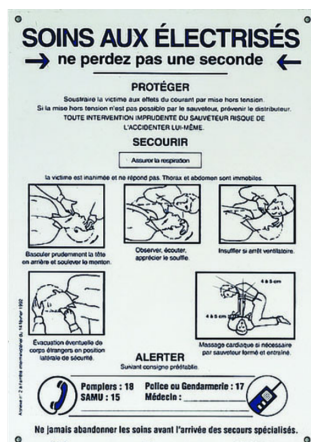 SOINS AUX ÉLECTRISÉS
ne perdez pas une seconde
PROTÉGER
Soustraire la victime aux effets du courant par mise hors tension.
Si la mise hors tension n'est pas possible par le sauveteur, prévenir le distributeur.
TOUTE INTERVENTION IMPRUDENTE DU SAUVETEUR RISQUE DE
L'ACCIDENTER LUI-MÊME.
SECOURIR
Assurer la respiration
la victime est inanimée et ne répond pas. Thorax et abdomen sont immobiles.
Basculer prudemment la tête
en arrière et soulever le menton.
Observer, écouter,
apprécier le souffle.
Insuffler si arrêt ventilatoire.
4 à 5 cm
4 à 5 cm
Évacuation éventuelle de
corps étrangers en position
latérale de sécurité.
Massage cardiaque si nécessaire
par sauveteur formé et entraîné.
ALERTER
Suivant consigne préétablie.
Pompiers : 18 Police ou Gendarmerie : 17
SAMU : 15 Médecin :
Ne jamais abandonner les soins avant l'arrivée des secours spécialisés.